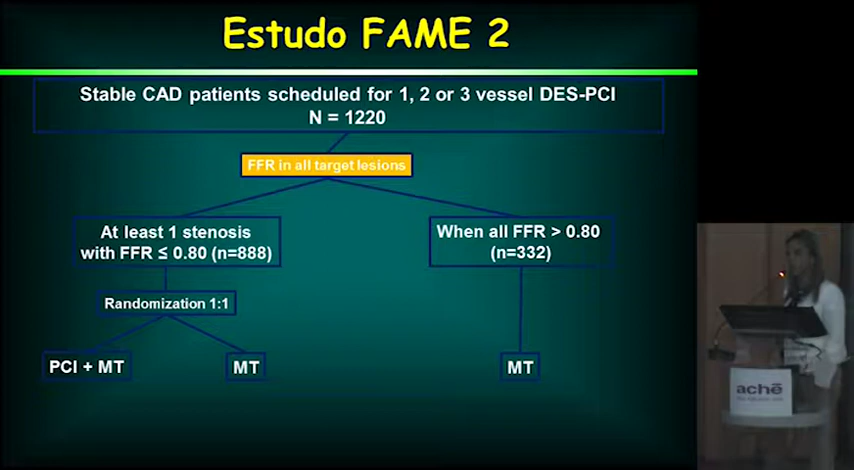 Estudo FAME 2
Stable CAD patients scheduled for 1, 2 or 3 vessel DES-PCI
N = 1220
FFR in all target lesions
At least 1 stenosis
with FFR ≤ 0.80 (n=888)
When all FFR > 0.80
(n=332)
Randomization 1:1
PCI + MT
MT
MT
achē